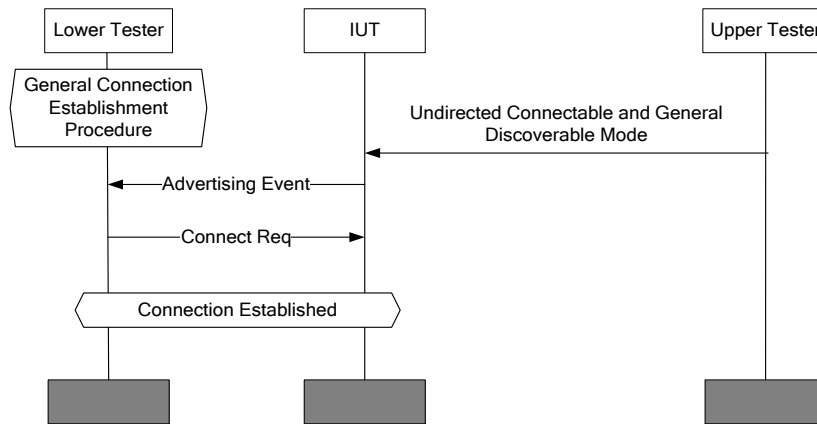 Lower Tester
IUT
Upper Tester
General Connection
Establishment
Procedure
Undirected Connectable and General
Discoverable Mode
Advertising Event
Connect Req
Connection Established